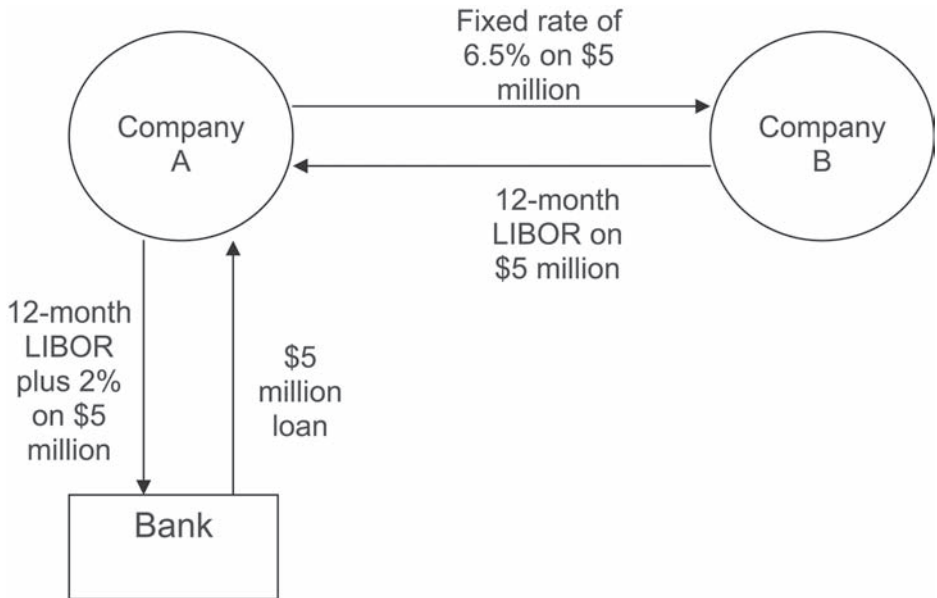 Fixed rate of
6.5% on $5
million
Company
A
Company
B
12-month
LIBOR on
$5 million
12-month
LIBOR
plus 2%
on $5
million
$5
million
loan
Bank